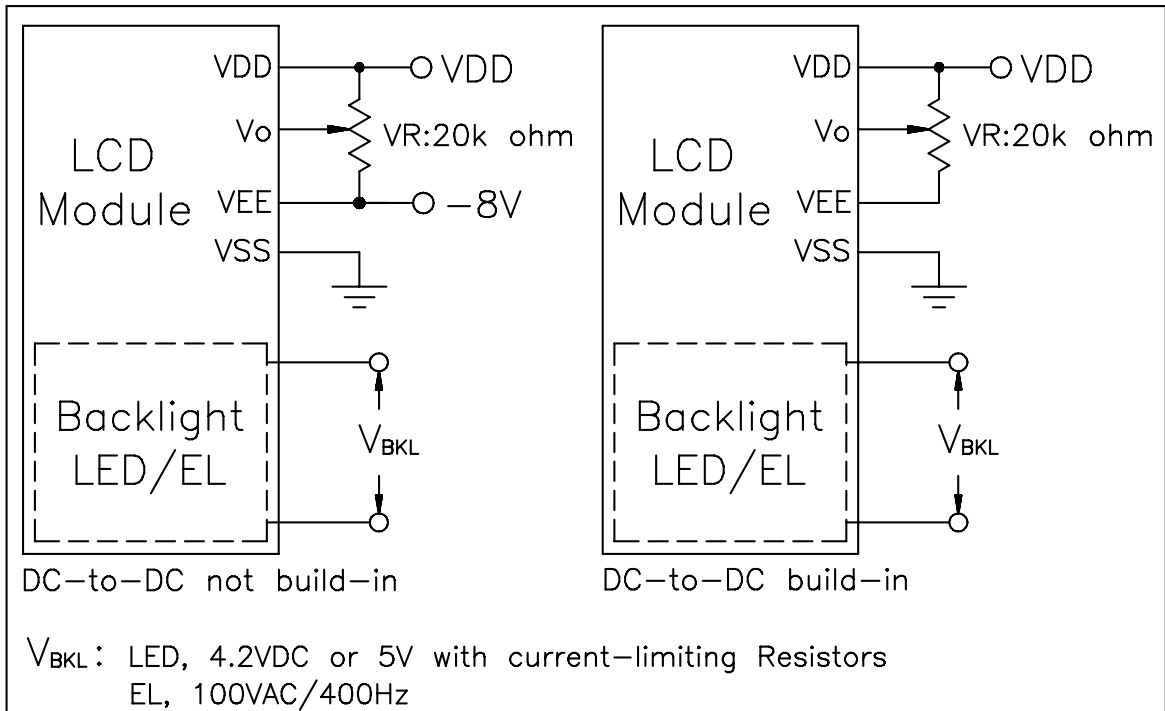 VDD
VDD
Vo
VR:20k ohm
LCD
Module
VEE
-8V
VSS
Backlight
LED/EL
VBKL
DC-to-DC not build-in
VDD
VDD
Vo
VR:20k ohm
LCD
Module
VEE
VSS
Backlight
LED/EL
VBKL
DC-to-DC build-in
VBKL: LED, 4.2VDC or 5V with current-limiting Resistors
EL, 100VAC/400Hz